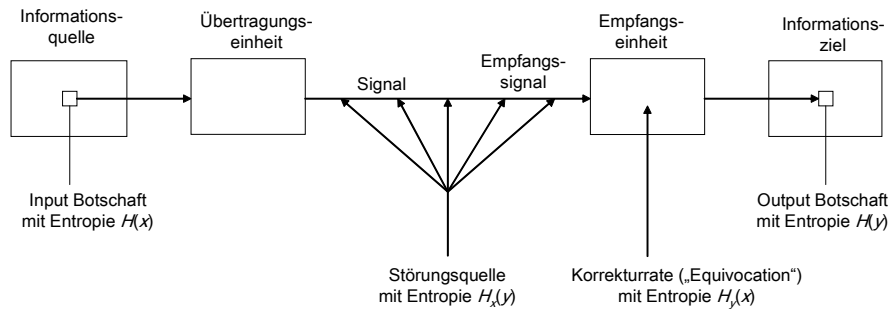 Informations-
quelle
Übertragungs-
einheit
Signal
Empfangs-
signal
Empfangs-
einheit
Informations-
ziel
Input Botschaft
mit Entropie H(x)
Störungsquelle
mit Entropie Hx(y)
Korrekturrate („Equivocation“)
mit Entropie Hy(x)
Output Botschaft
mit Entropie H(y)